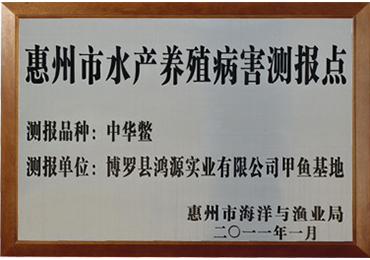 惠州市水产养殖病害测报点
测报品种：中华鳖
测报单位：博罗县鸿源实业有限公司甲鱼基地
惠州市海洋与渔业局
二〇一一年一月